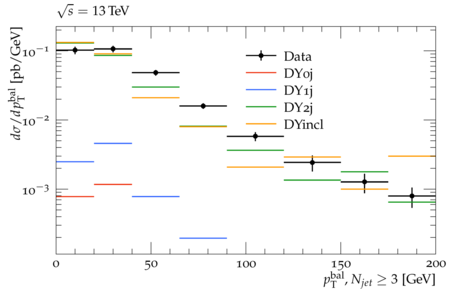 √s = 13 TeV
dσ/dp_T^bal [pb/GeV]
10⁻¹
10⁻²
10⁻³
Data
DY0j
DY1j
DY2j
DYincl
0 50 100 150 200
p_T^bal, N_jet ≥ 3 [GeV]